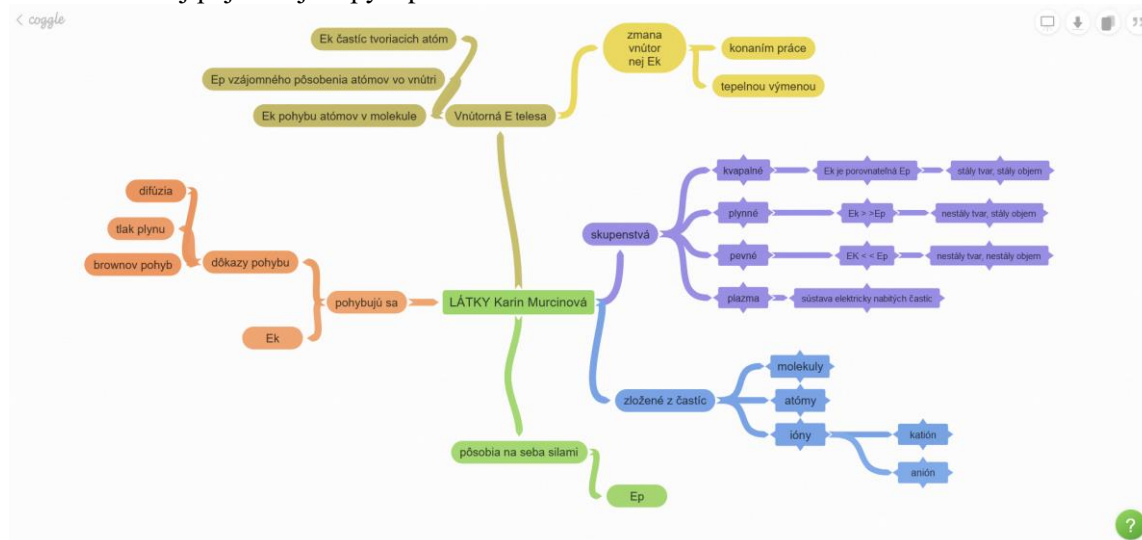 coggle
Ek častíc tvoriacich atóm
Ep vzájomného pôsobenia atómov vo vnútri
Ek pohybu atómov v molekule
Vnútorná E telesa
zmana
vnútor
nej Ek
konaním práce
tepelnou výmenou
difúzia
tlak plynu
brownov pohyb
dôkazy pohybu
pohybujú sa
Ek
LÁTKY Karin Murcinová
skupenstvá
kvapalné
Ek je porovnateľná Ep
stály tvar, stály objem
plynné
Ek > >Ep
nestály tvar, stály objem
pevné
EK < < Ep
nestály tvar, nestály objem
plazma
sústava elektricky nabitých častíc
zložené z častíc
molekuly
atómy
ióny
katión
anión
pôsobia na seba silami
Ep
?